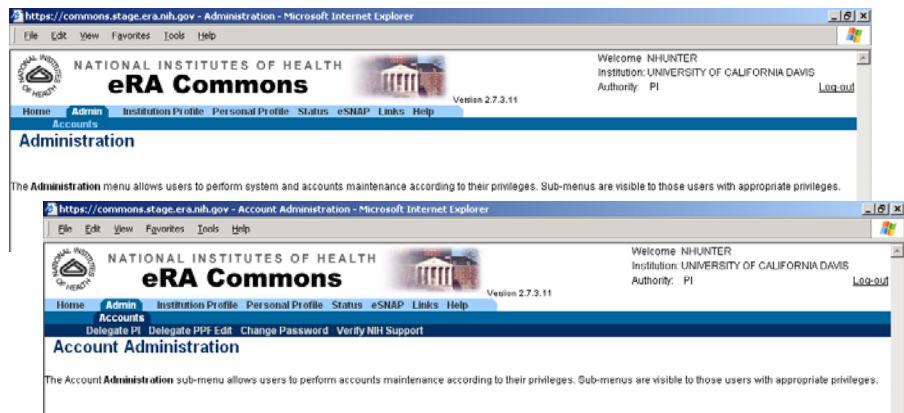 https://commons.stage.era.nih.gov - Administration - Microsoft Internet Explorer
File Edit View Favorites Tools Help
NATIONAL INSTITUTES OF HEALTH
eRA Commons
Version 2.7.3.11
Welcome NHUNTER
Institution: UNIVERSITY OF CALIFORNIA DAVIS
Authority: PI
Log-out
Home Admin Institution Profile Personal Profile Status eSNAP Links Help
Accounts
Administration
The Administration menu allows users to perform system and accounts maintenance according to their privileges. Sub-menus are visible to those users with appropriate privileges.
https://commons.stage.era.nih.gov - Account Administration - Microsoft Internet Explorer
File Edit View Favorites Tools Help
NATIONAL INSTITUTES OF HEALTH
eRA Commons
Version 2.7.3.11
Welcome NHUNTER
Institution: UNIVERSITY OF CALIFORNIA DAVIS
Authority: PI
Log-out
Home Admin Institution Profile Personal Profile Status eSNAP Links Help
Accounts
Delegate PI Delegate PPF Edit Change Password Verify NIH Support
Account Administration
The Account Administration sub-menu allows users to perform accounts maintenance according to their privileges. Sub-menus are visible to those users with appropriate privileges.